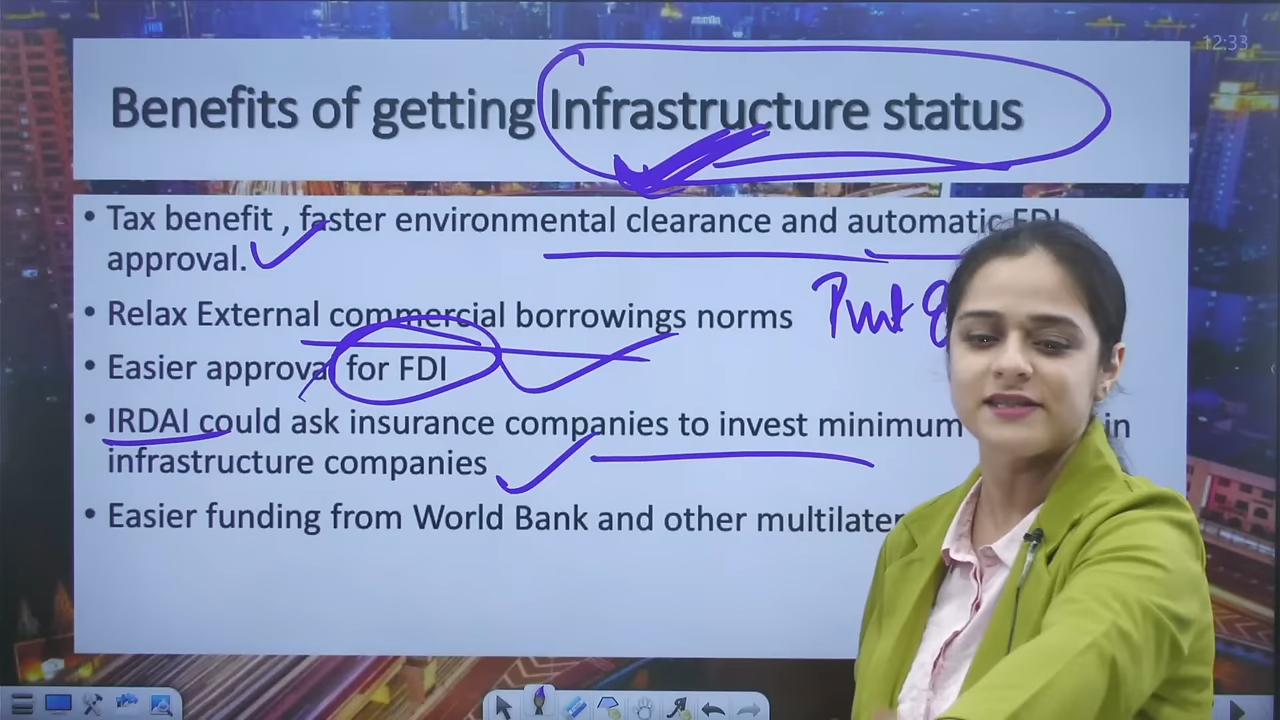 12:33
Benefits of getting Infrastructure status
• Tax benefit , faster environmental clearance and automatic FDI
approval.
• Relax External commercial borrowings norms
• Easier approval for FDI
• IRDAI could ask insurance companies to invest minimum in
infrastructure companies
• Easier funding from World Bank and other